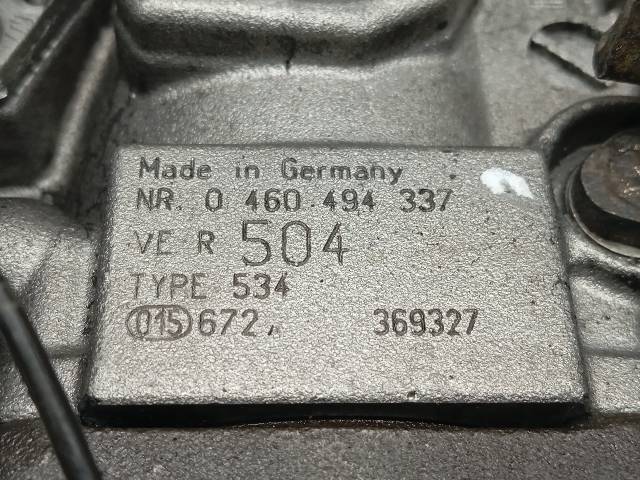 Made in Germany
NR. 0 460 494 337
VE R 504
TYPE 534
015 672, 369327